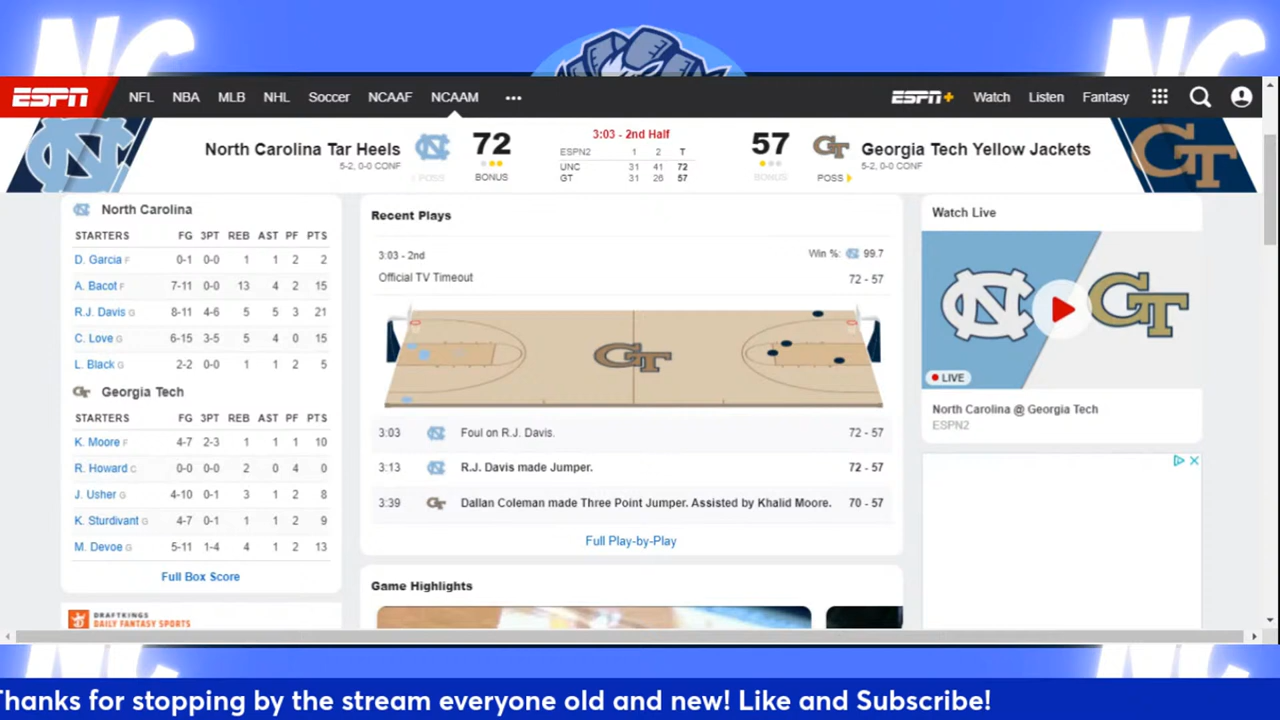 NC
NC
ESPN NFL NBA MLB NHL Soccer NCAAF NCAAM ••• ESPN+ Watch Listen Fantasy
North Carolina Tar Heels
5-2, 0-0 CONF
POSS
72
BONUS
3:03 - 2nd Half
ESPN2 1 2 T
UNC 31 41 72
GT 31 26 57
57
BONUS
GT
POSS
Georgia Tech Yellow Jackets
5-2, 0-0 CONF
GT
North Carolina
STARTERS FG 3PT REB AST PF PTS
D. Garcia F 0-1 0-0 1 1 2 2
A. Bacot F 7-11 0-0 13 4 2 15
R.J. Davis G 8-11 4-6 5 5 3 21
C. Love G 6-15 3-5 5 4 0 15
L. Black G 2-2 0-0 1 1 2 5
GT Georgia Tech
STARTERS FG 3PT REB AST PF PTS
K. Moore F 4-7 2-3 1 1 1 10
R. Howard C 0-0 0-0 2 0 4 0
J. Usher G 4-10 0-1 3 1 2 8
K. Sturdivant G 4-7 0-1 1 1 2 9
M. Devoe G 5-11 1-4 4 1 2 13
Full Box Score
DRAFTKINGS
DAILY FANTASY SPORTS
Recent Plays
3:03 - 2nd Win %: 99.7
Official TV Timeout 72 - 57
GT
3:03 Foul on R.J. Davis. 72 - 57
3:13 R.J. Davis made Jumper. 72 - 57
3:39 GT Dallan Coleman made Three Point Jumper. Assisted by Khalid Moore. 70 - 57
Full Play-by-Play
Game Highlights
Watch Live
NC GT
LIVE
North Carolina @ Georgia Tech
ESPN2
NC
NC
Thanks for stopping by the stream everyone old and new! Like and Subscribe!